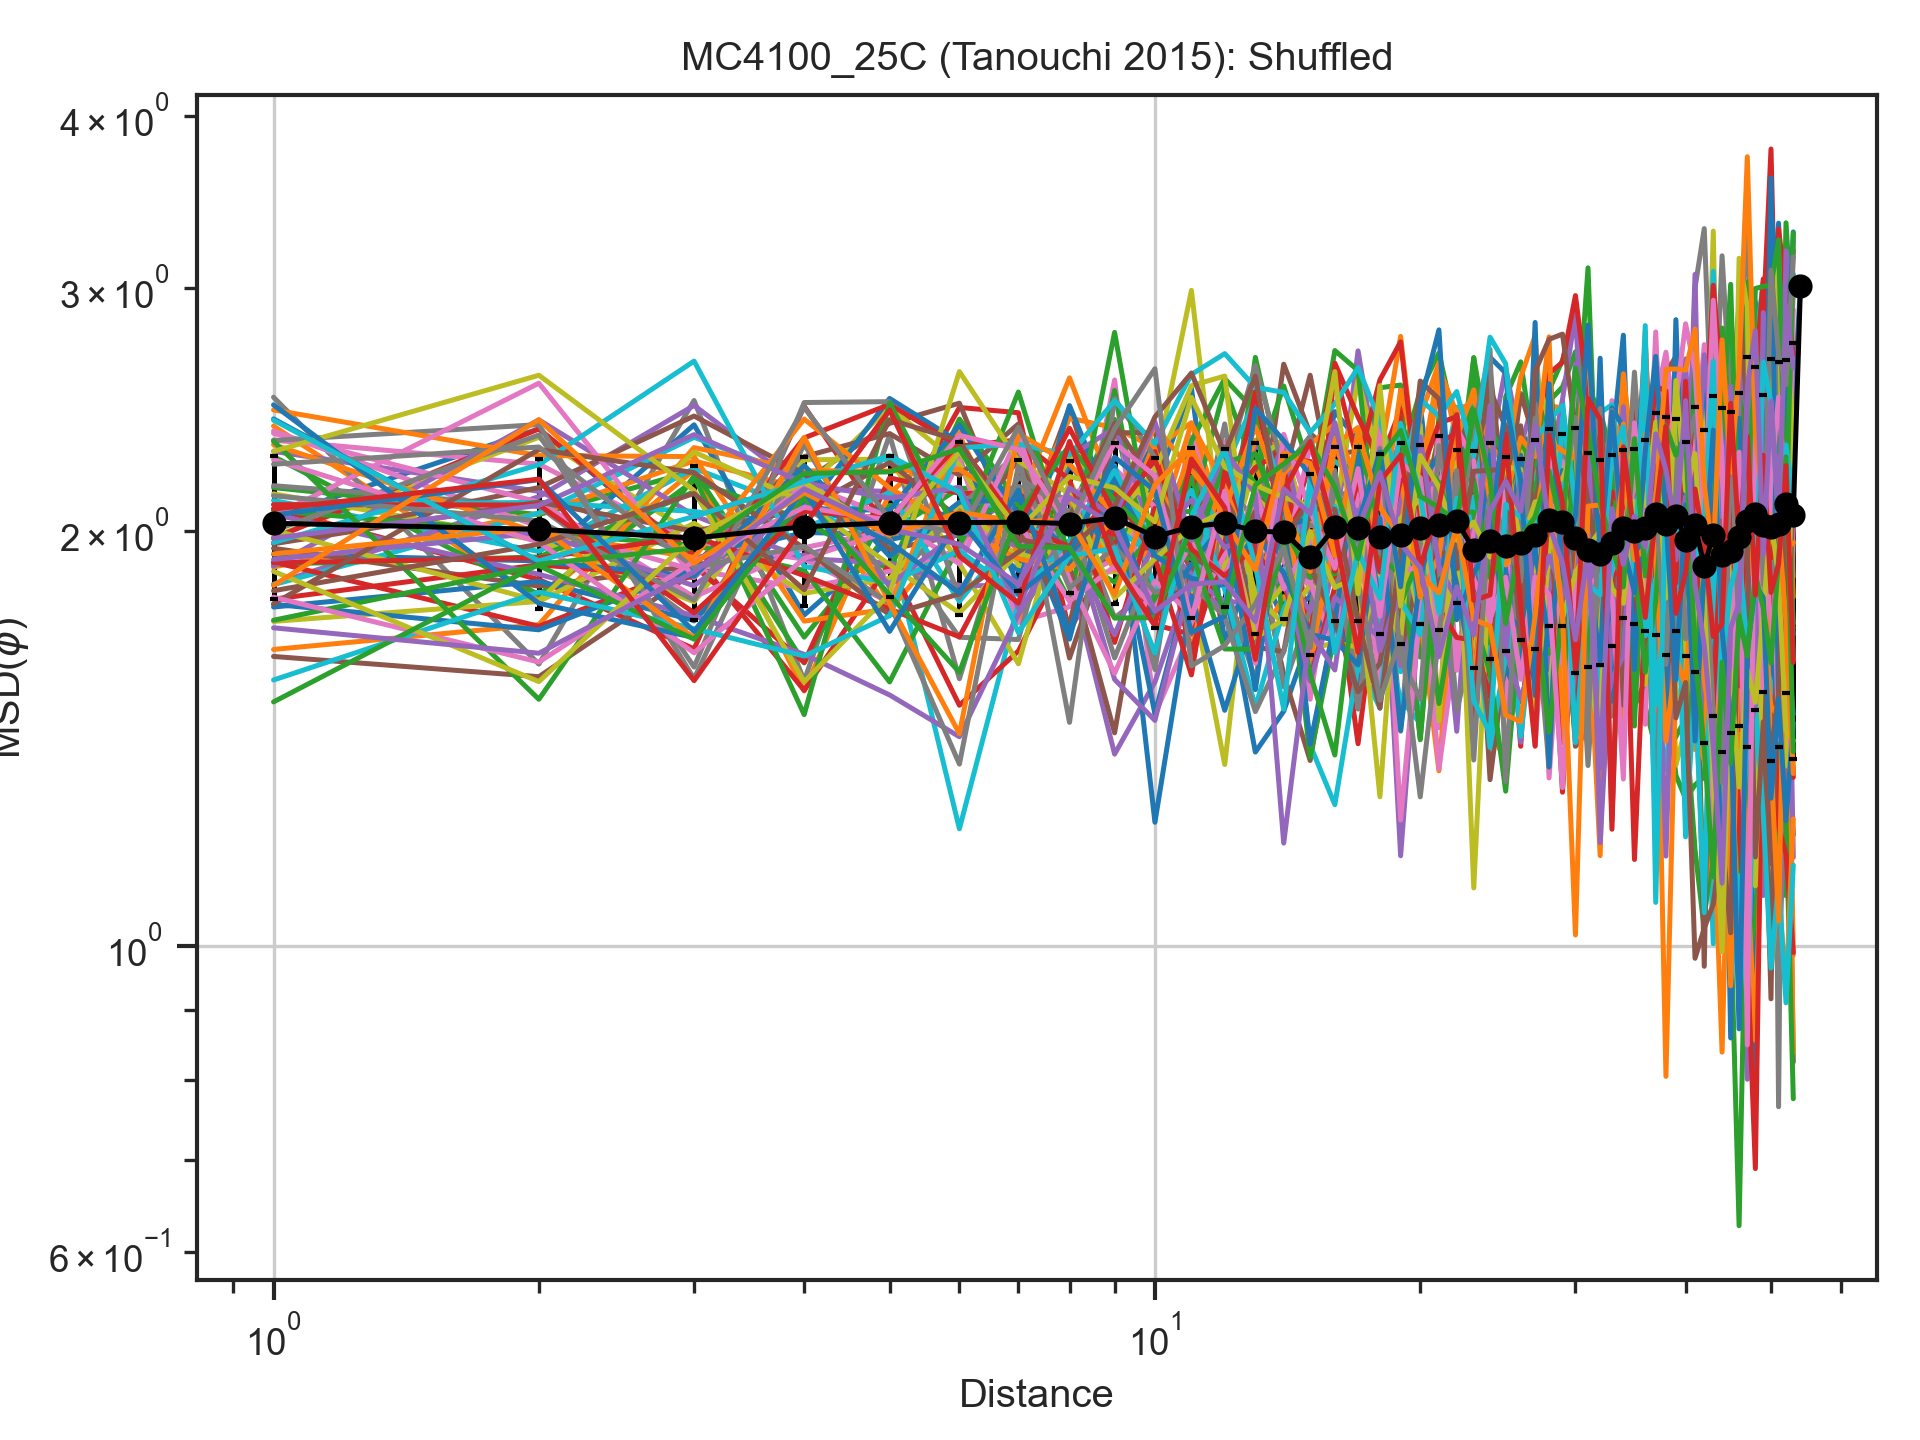 MC4100_25C (Tanouchi 2015): Shuffled
4 × 10⁰
3 × 10⁰
2 × 10⁰
10⁰
6 × 10⁻¹
MSD(ϕ)
10⁰ 10¹
Distance